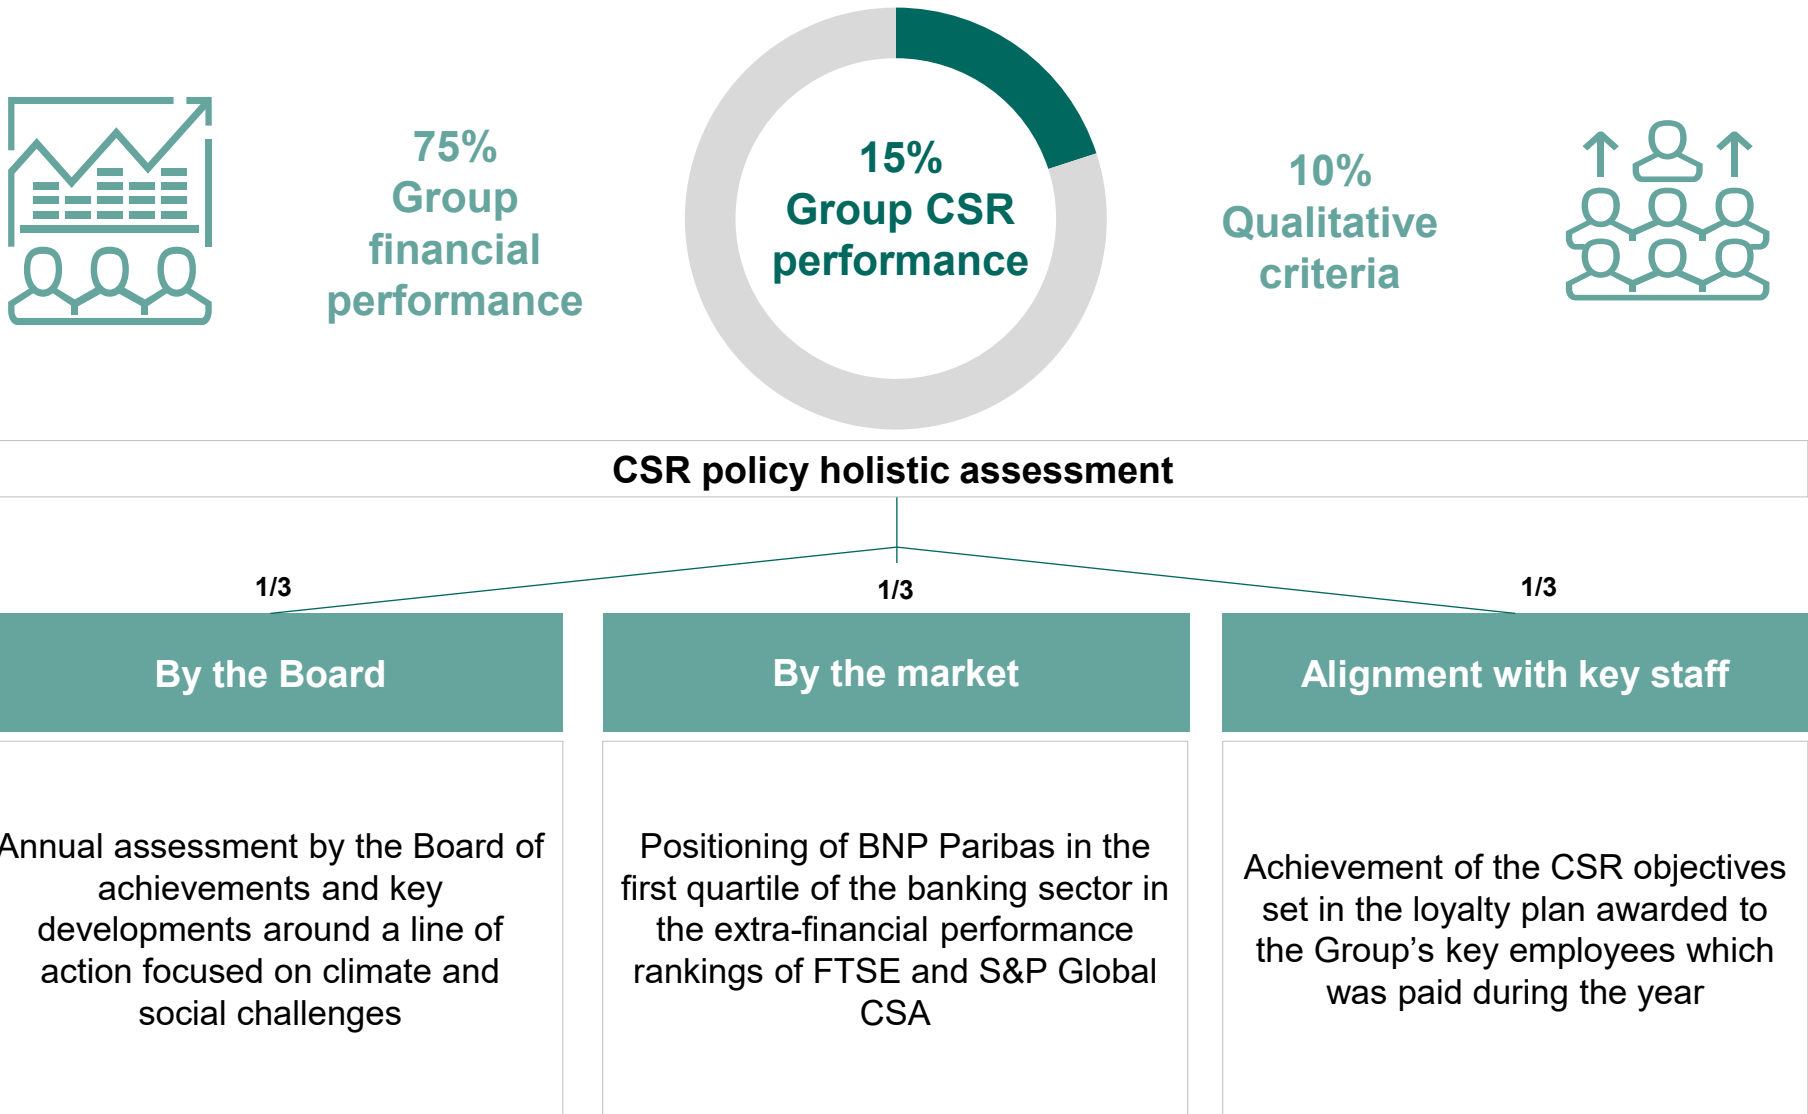 75%
Group
financial
performance
15%
Group CSR
performance
10%
Qualitative
criteria
CSR policy holistic assessment
1/3
1/3
1/3
By the Board
By the market
Alignment with key staff
Annual assessment by the Board of
achievements and key
developments around a line of
action focused on climate and
social challenges
Positioning of BNP Paribas in the
first quartile of the banking sector in
the extra-financial performance
rankings of FTSE and S&P Global
CSA
Achievement of the CSR objectives
set in the loyalty plan awarded to
the Group’s key employees which
was paid during the year